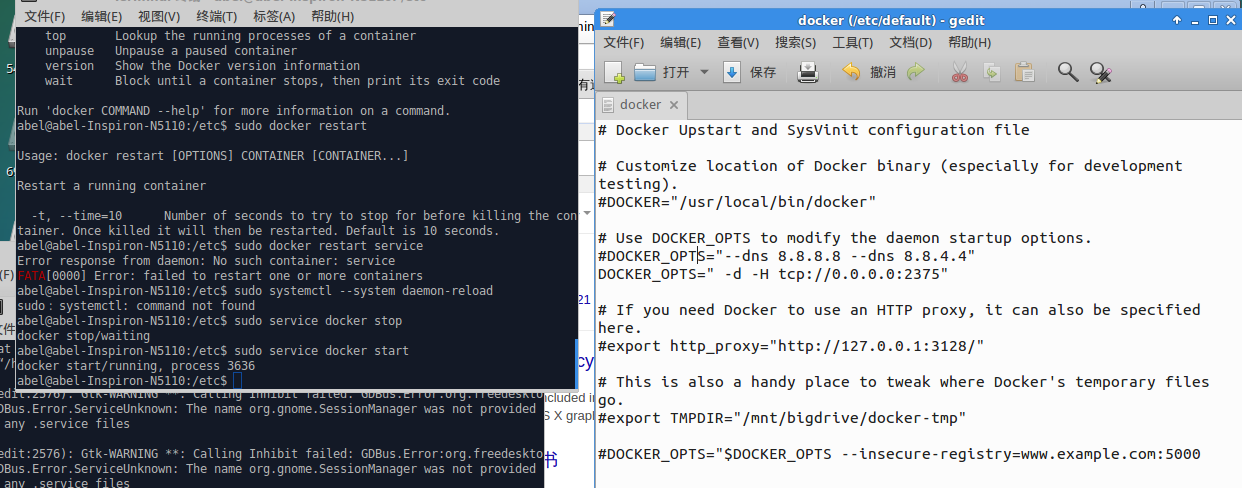 文件(F) 编辑(E) 视图(V) 终端(T) 标签(A) 帮助(H)
top Lookup the running processes of a container
unpause Unpause a paused container
version Show the Docker version information
wait Block until a container stops, then print its exit code
Run 'docker COMMAND --help' for more information on a command.
abel@abel-Inspiron-N5110:/etc$ sudo docker restart
Usage: docker restart [OPTIONS] CONTAINER [CONTAINER...]
Restart a running container
-t, --time=10 Number of seconds to try to stop for before killing the con
tainer. Once killed it will then be restarted. Default is 10 seconds.
abel@abel-Inspiron-N5110:/etc$ sudo docker restart service
Error response from daemon: No such container: service
FATA[0000] Error: failed to restart one or more containers
abel@abel-Inspiron-N5110:/etc$ sudo systemctl --system daemon-reload
sudo：systemctl: command not found
abel@abel-Inspiron-N5110:/etc$ sudo service docker stop
docker stop/waiting
abel@abel-Inspiron-N5110:/etc$ sudo service docker start
docker start/running, process 3636
abel@abel-Inspiron-N5110:/etc$
edit:2576): Gtk-WARNING **: Calling Inhibit failed: GDBus.Error:org.freedeskto
DBus.Error.ServiceUnknown: The name org.gnome.SessionManager was not provided
any .service files
edit:2576): Gtk-WARNING **: Calling Inhibit failed: GDBus.Error:org.freedeskto
DBus.Error.ServiceUnknown: The name org.gnome.SessionManager was not provided
any .service files
21
cy
ncluded in
S X grap
书
docker (/etc/default) - gedit
文件(F) 编辑(E) 查看(V) 搜索(S) 工具(T) 文档(D) 帮助(H)
打开 保存 撤消
docker
# Docker Upstart and SysVinit configuration file
# Customize location of Docker binary (especially for development
testing).
#DOCKER="/usr/local/bin/docker"
# Use DOCKER_OPTS to modify the daemon startup options.
#DOCKER_OPTS="--dns 8.8.8.8 --dns 8.8.4.4"
DOCKER_OPTS=" -d -H tcp://0.0.0.0:2375"
# If you need Docker to use an HTTP proxy, it can also be specified
here.
#export http_proxy="http://127.0.0.1:3128/"
# This is also a handy place to tweak where Docker's temporary files
go.
#export TMPDIR="/mnt/bigdrive/docker-tmp"
#DOCKER_OPTS="$DOCKER_OPTS --insecure-registry=www.example.com:5000